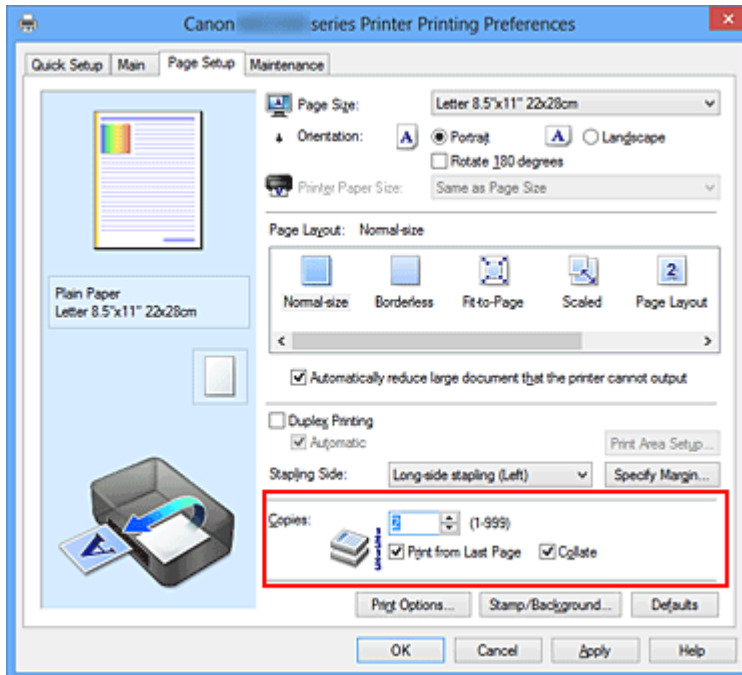 Canon series Printer Printing Preferences
Quick Setup Main Page Setup Maintenance
Page Size: Letter 8.5"x11" 22x28cm
Orientation: A Portrait A Landscape
Rotate 180 degrees
Printer Paper Size: Same as Page Size
Page Layout: Normal-size
2
Normal-size Borderless Fit-to-Page Scaled Page Layout
Plain Paper
Letter 8.5"x11" 22x28cm
Automatically reduce large document that the printer cannot output
Duplex Printing
Automatic Print Area Setup...
Stapling Side: Long-side stapling (Left) Specify Margin...
Copies: 2 (1-999)
Print from Last Page Collate
A
Print Options... Stamp/Background... Defaults
OK Cancel Apply Help